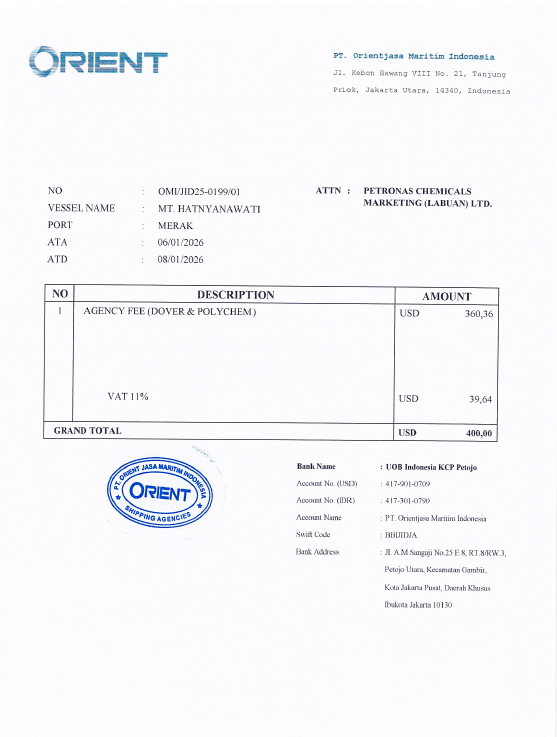 ORIENT
PT. Orientjasa Maritim Indonesia
Jl. Kebon Bawang VIII No. 21, Tanjung
Priok, Jakarta Utara, 14340, Indonesia
NO : OMI/JID25-0199/01
ATTN : PETRONAS CHEMICALS
MARKETING (LABUAN) LTD.
VESSEL NAME : MT. HATNYANAWATI
PORT : MERAK
ATA : 06/01/2026
ATD : 08/01/2026
NO DESCRIPTION AMOUNT
1 AGENCY FEE (DOVER & POLYCHEM) USD 360,36
VAT 11% USD 39,64
GRAND TOTAL USD 400,00
PT. ORIENT JASA MARITIM INDONESIA
ORIENT
SHIPPING AGENCIES
Bank Name : UOB Indonesia KCP Petojo
Account No. (USD) : 417-901-0709
Account No. (IDR) : 417-301-0790
Account Name : PT. Orientjasa Maritim Indonesia
Swift Code : BBIJIDJA
Bank Address : Jl. A.M Sangaji No.25 E 8, RT.8/RW.3,
Petojo Utara, Kecamatan Gambir,
Kota Jakarta Pusat, Daerah Khusus
Ibukota Jakarta 10130